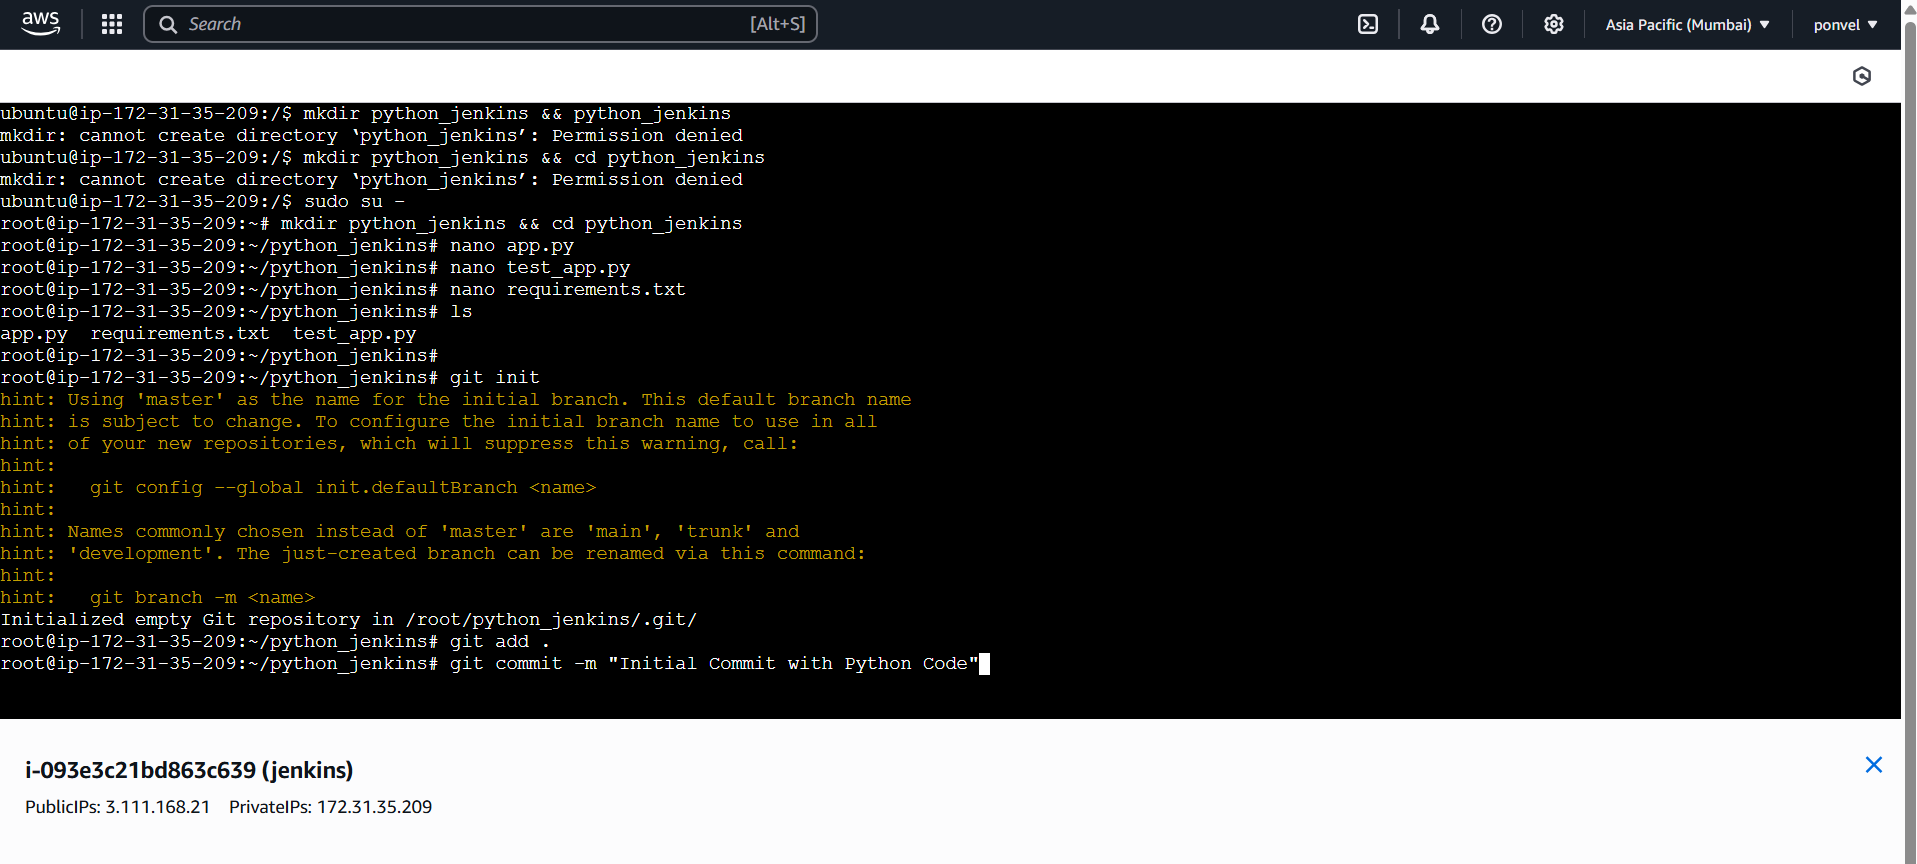 aws
Search [Alt+S]
Asia Pacific (Mumbai)
ponvel
ubuntu@ip-172-31-35-209:/$ mkdir python_jenkins && python_jenkins
mkdir: cannot create directory ‘python_jenkins’: Permission denied
ubuntu@ip-172-31-35-209:/$ mkdir python_jenkins && cd python_jenkins
mkdir: cannot create directory ‘python_jenkins’: Permission denied
ubuntu@ip-172-31-35-209:/$ sudo su -
root@ip-172-31-35-209:~# mkdir python_jenkins && cd python_jenkins
root@ip-172-31-35-209:~/python_jenkins# nano app.py
root@ip-172-31-35-209:~/python_jenkins# nano test_app.py
root@ip-172-31-35-209:~/python_jenkins# nano requirements.txt
root@ip-172-31-35-209:~/python_jenkins# ls
app.py  requirements.txt  test_app.py
root@ip-172-31-35-209:~/python_jenkins#
root@ip-172-31-35-209:~/python_jenkins# git init
hint: Using 'master' as the name for the initial branch. This default branch name
hint: is subject to change. To configure the initial branch name to use in all
hint: of your new repositories, which will suppress this warning, call:
hint:
hint:   git config --global init.defaultBranch <name>
hint:
hint: Names commonly chosen instead of 'master' are 'main', 'trunk' and
hint: 'development'. The just-created branch can be renamed via this command:
hint:
hint:   git branch -m <name>
Initialized empty Git repository in /root/python_jenkins/.git/
root@ip-172-31-35-209:~/python_jenkins# git add .
root@ip-172-31-35-209:~/python_jenkins# git commit -m "Initial Commit with Python Code"
i-093e3c21bd863c639 (jenkins)
PublicIPs: 3.111.168.21 PrivateIPs: 172.31.35.209